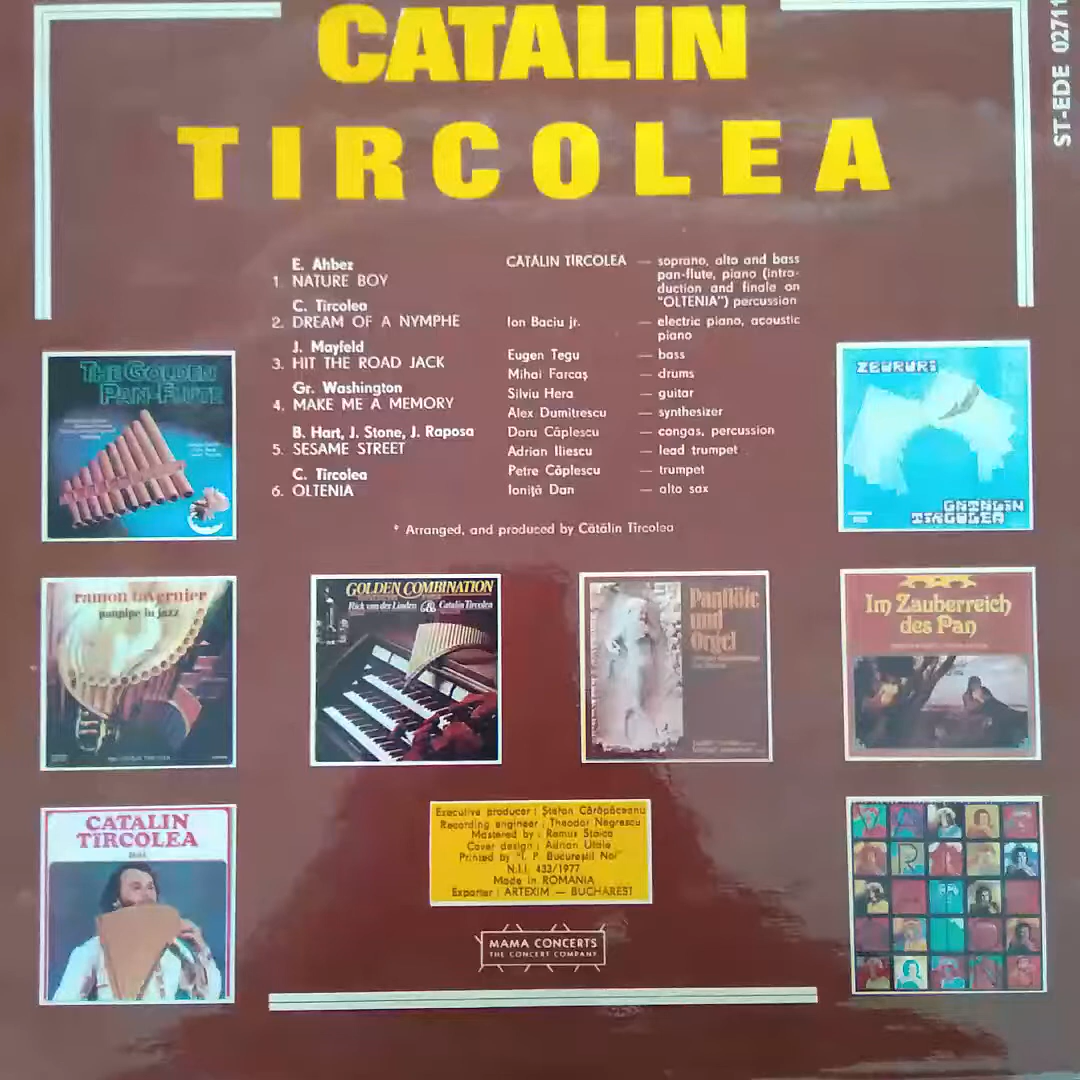 CATALIN
TIRCOLEA
ST-EDE 02711
E. Ahbez
1. NATURE BOY
C. Tircolea
2. DREAM OF A NYMPHE
J. Mayfeld
3. HIT THE ROAD JACK
Gr. Washington
4. MAKE ME A MEMORY
B. Hart, J. Stone, J. Raposa
5. SESAME STREET
C. Tircolea
6. OLTENIA
CĂTĂLIN TÎRCOLEA — soprano, alto and bass
pan-flute, piano (intro-
duction and finale on
"OLTENIA") percussion
Ion Baciu jr. — electric piano, acoustic
piano
Eugen Tegu — bass
Mihai Farcaș — drums
Silviu Hera — guitar
Alex Dumitrescu — synthesizer
Doru Căplescu — congas, percussion
Adrian Iliescu — lead trumpet
Petre Căplescu — trumpet
Ioniță Dan — alto sax
* Arranged, and produced by Cătălin Tîrcolea
THE GOLDEN
PAN-FLUTE
ZBURURI
CATALIN
TIRCOLEA
ramon tavernier
panpipe in jazz
GOLDEN COMBINATION
Rick van der Linden & Catalin Tircolea
Panflöte
und
Orgel
Im Zauberreich
des Pan
CATALIN
TIRCOLEA
Executive producer : Ștefan Cărăpăceanu
Recording engineer : Theodor Negrescu
Mastered by : Remus Stoica
Cover design : Adrian Utale
Printed by "I. P. Bucureștii Noi"
N.I.I. 433/1977
Made in ROMANIA
Exporter : ARTEXIM — BUCHAREST
MAMA CONCERTS
THE CONCERT COMPANY